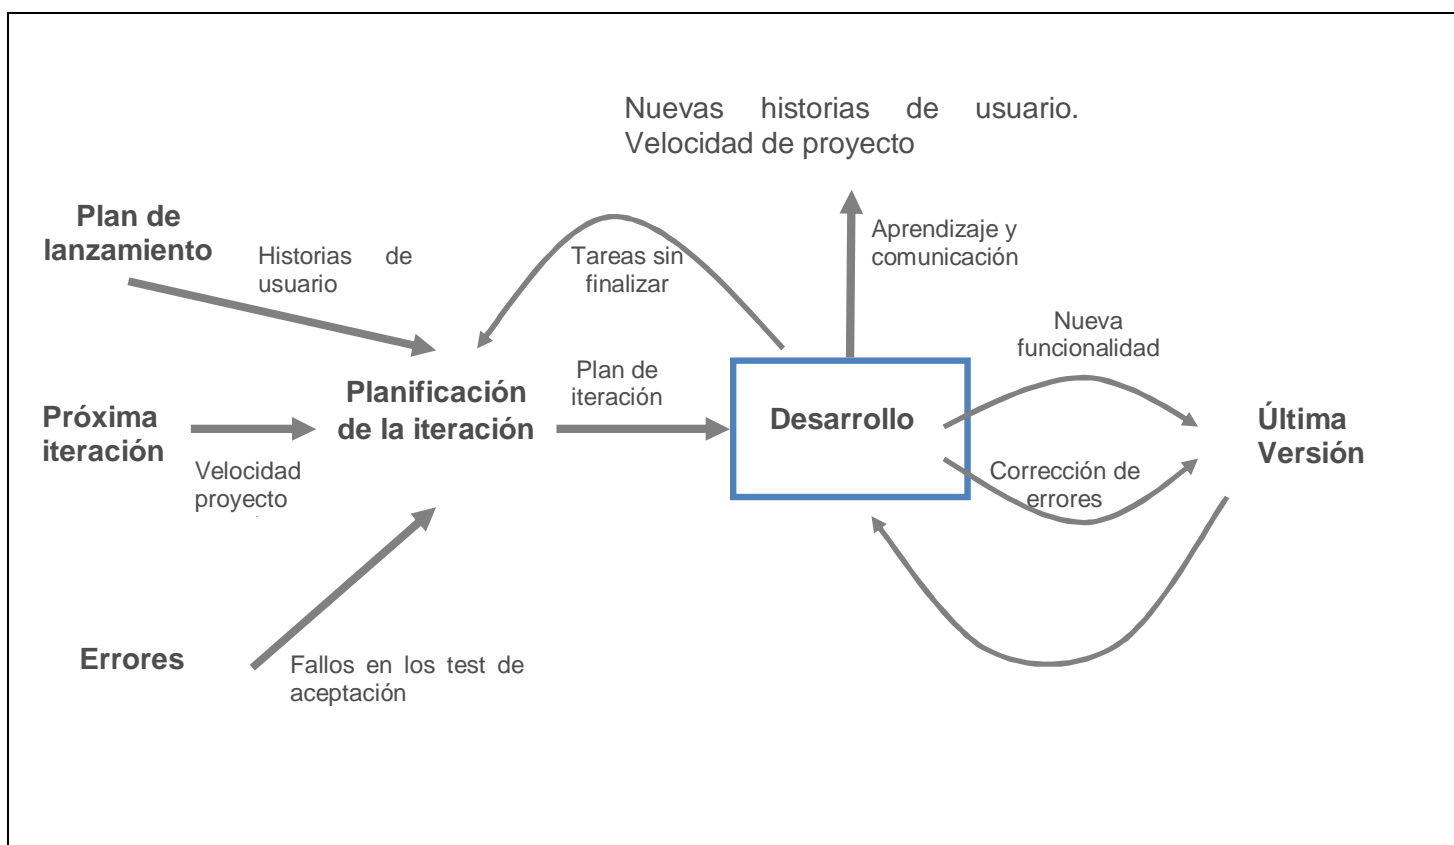 Nuevas historias de usuario.
Velocidad de proyecto
Plan de
lanzamiento
Historias de
usuario
Tareas sin
finalizar
Aprendizaje y
comunicación
Nueva
funcionalidad
Próxima
iteración
Velocidad
proyecto
Planificación
de la iteración
Plan de
iteración
Desarrollo
Corrección de
errores
Última
Versión
Errores
Fallos en los test de
aceptación